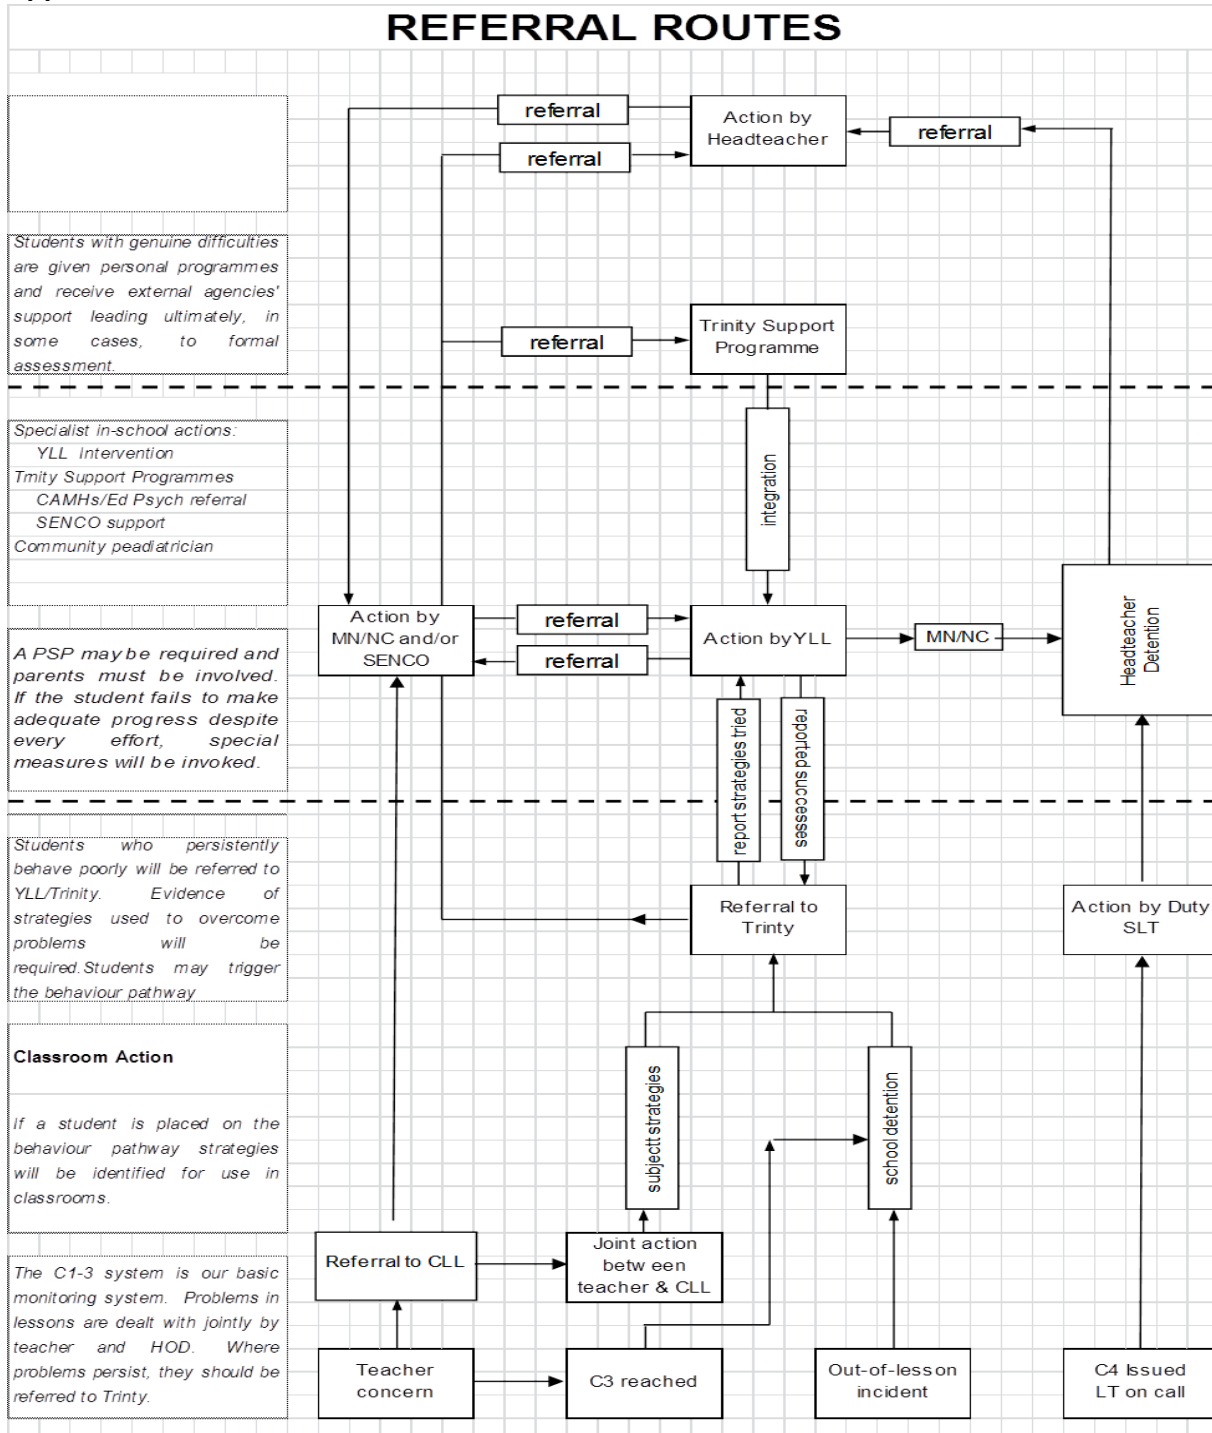 REFERRAL ROUTES
referral
Action by
Headteacher
referral
referral
Students with genuine difficulties
are given personal programmes
and receive external agencies'
support leading ultimately, in
some cases, to formal
assessment.
referral
Trinity Support
Programme
Specialist in-school actions:
YLL Intervention
Trnity Support Programmes
CAMHs/Ed Psych referral
SENCO support
Community peadiatrician
integration
Action by
MN/NC and/or
SENCO
referral
referral
Action by YLL
MN/NC
Headteacher
Detention
A PSP may be required and
parents must be involved.
If the student fails to make
adequate progress despite
every effort, special
measures will be invoked.
report strategies tried
reported successes
Students who persistently
behave poorly will be referred to
YLL/Trinity. Evidence of
strategies used to overcome
problems will be
required.Students may trigger
the behaviour pathway
Referral to
Trinty
Action by Duty
SLT
Classroom Action
If a student is placed on the
behaviour pathway strategies
will be identified for use in
classrooms.
subjectt strategies
school detention
Referral to CLL
Joint action
betw een
teacher & CLL
The C1-3 system is our basic
monitoring system. Problems in
lessons are dealt with jointly by
teacher and HOD. Where
problems persist, they should be
referred to Trinty.
Teacher
concern
C3 reached
Out-of-lesson
incident
C4 Issued
LT on call